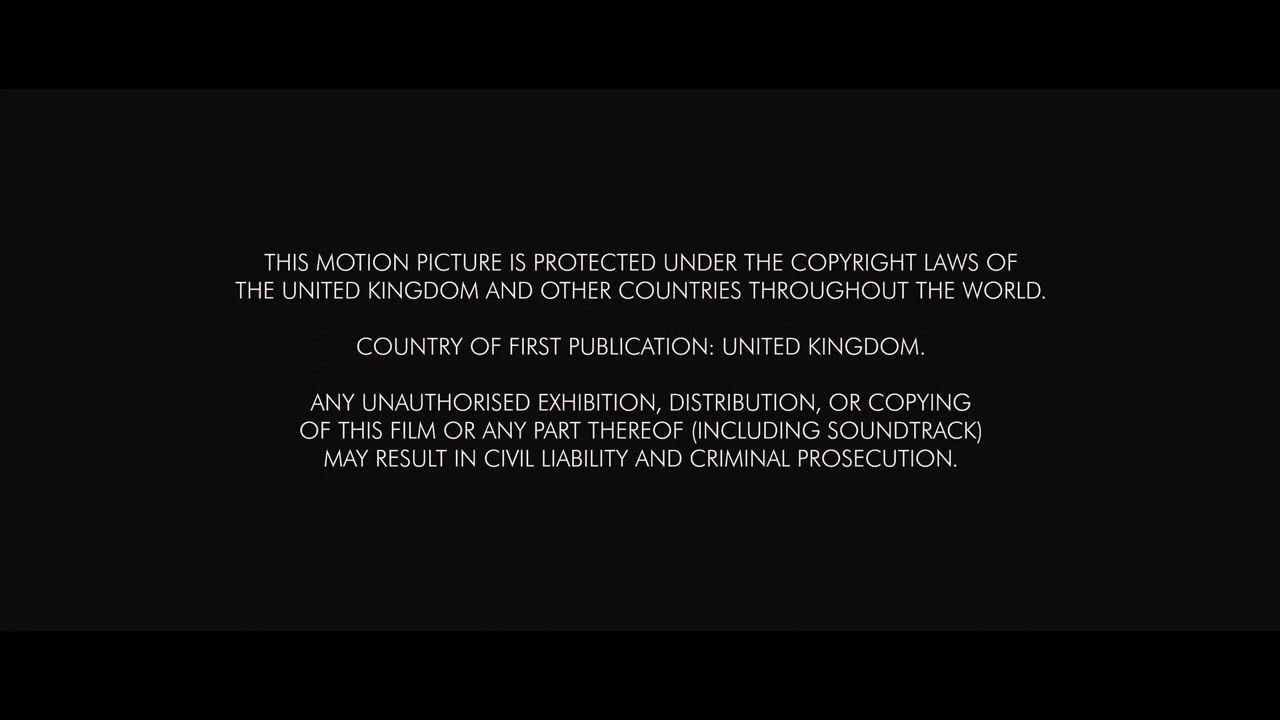 THIS MOTION PICTURE IS PROTECTED UNDER THE COPYRIGHT LAWS OF
THE UNITED KINGDOM AND OTHER COUNTRIES THROUGHOUT THE WORLD.
COUNTRY OF FIRST PUBLICATION: UNITED KINGDOM.
ANY UNAUTHORISED EXHIBITION, DISTRIBUTION, OR COPYING
OF THIS FILM OR ANY PART THEREOF (INCLUDING SOUNDTRACK)
MAY RESULT IN CIVIL LIABILITY AND CRIMINAL PROSECUTION.